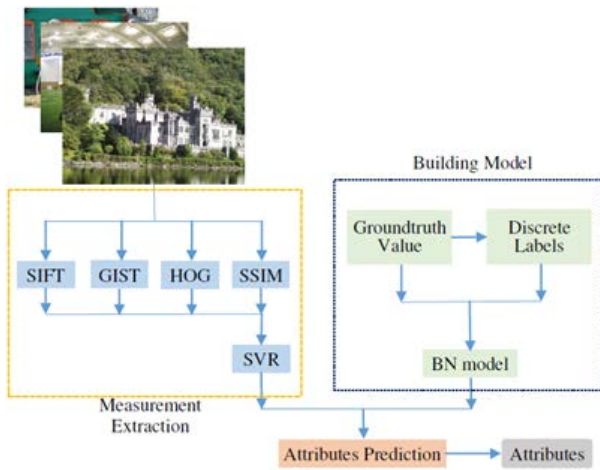 Building Model
Groundtruth
Value
Discrete
Labels
SIFT
GIST
HOG
SSIM
SVR
BN model
Measurement
Extraction
Attributes Prediction
Attributes